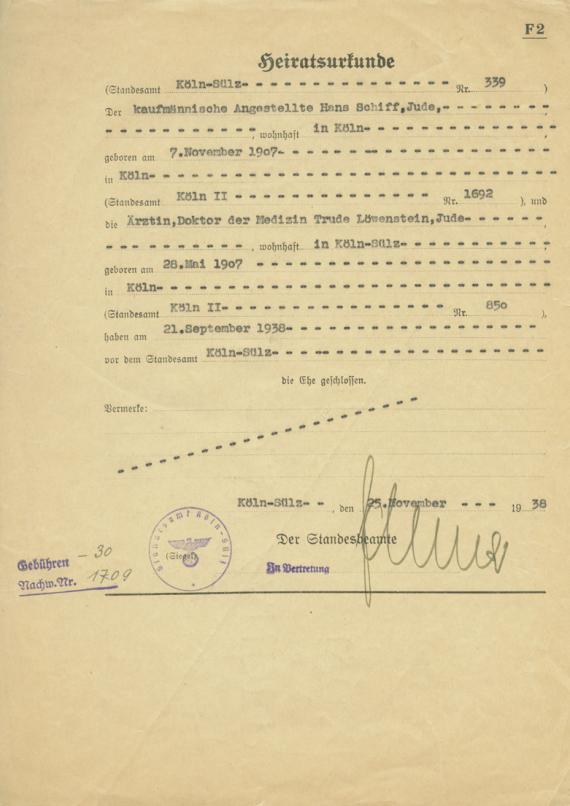 F2
Heiratsurkunde
(Standesamt Köln-Sülz- - - - - - - - - - - - - - - Nr. 339 )
Der kaufmännische Angestellte Hans Schiff,Jude,- - - - - - - -
- - - - - - - - - - - wohnhaft in Köln- - - - - - - - - - - - - - - - ,
geboren am 7.November 1907- - - - - - - - - - - - - - - - - - - -
in Köln- - - - - - - - - - - - - - - - - - - - - - - - - - - - - -
(Standesamt Köln II - - - - - - - - - - - - - - - Nr. 1692 ), und
die Ärztin,Doktor der Medizin Trude Löwenstein,Jude- - - - - - ,
- - - - - - - - - - , wohnhaft in Köln-Sülz- - - - - - - - - - - ,
geboren am 28.Mai 1907 - - - - - - - - - - - - - - - - - - - - - -
in Köln- - - - - - - - - - - - - - - - - - - - - - - - - - - - - -
(Standesamt Köln II- - - - - - - - - - - - - - - - Nr. 850 ),
haben am 21.September 1938- - - - - - - - - - - - - - - - - - -
vor dem Standesamt Köln-Sülz- - - - - - - - - - - - - - - - - - -
die Ehe geschlossen.
Vermerke:
Köln-Sülz- - - , den 25.November - - - 19 38
Der Standesbeamte
(Siegel)
Standesamt Köln-Sülz
In Vertretung
Gebühren - 30
Nachw.Nr. 1709